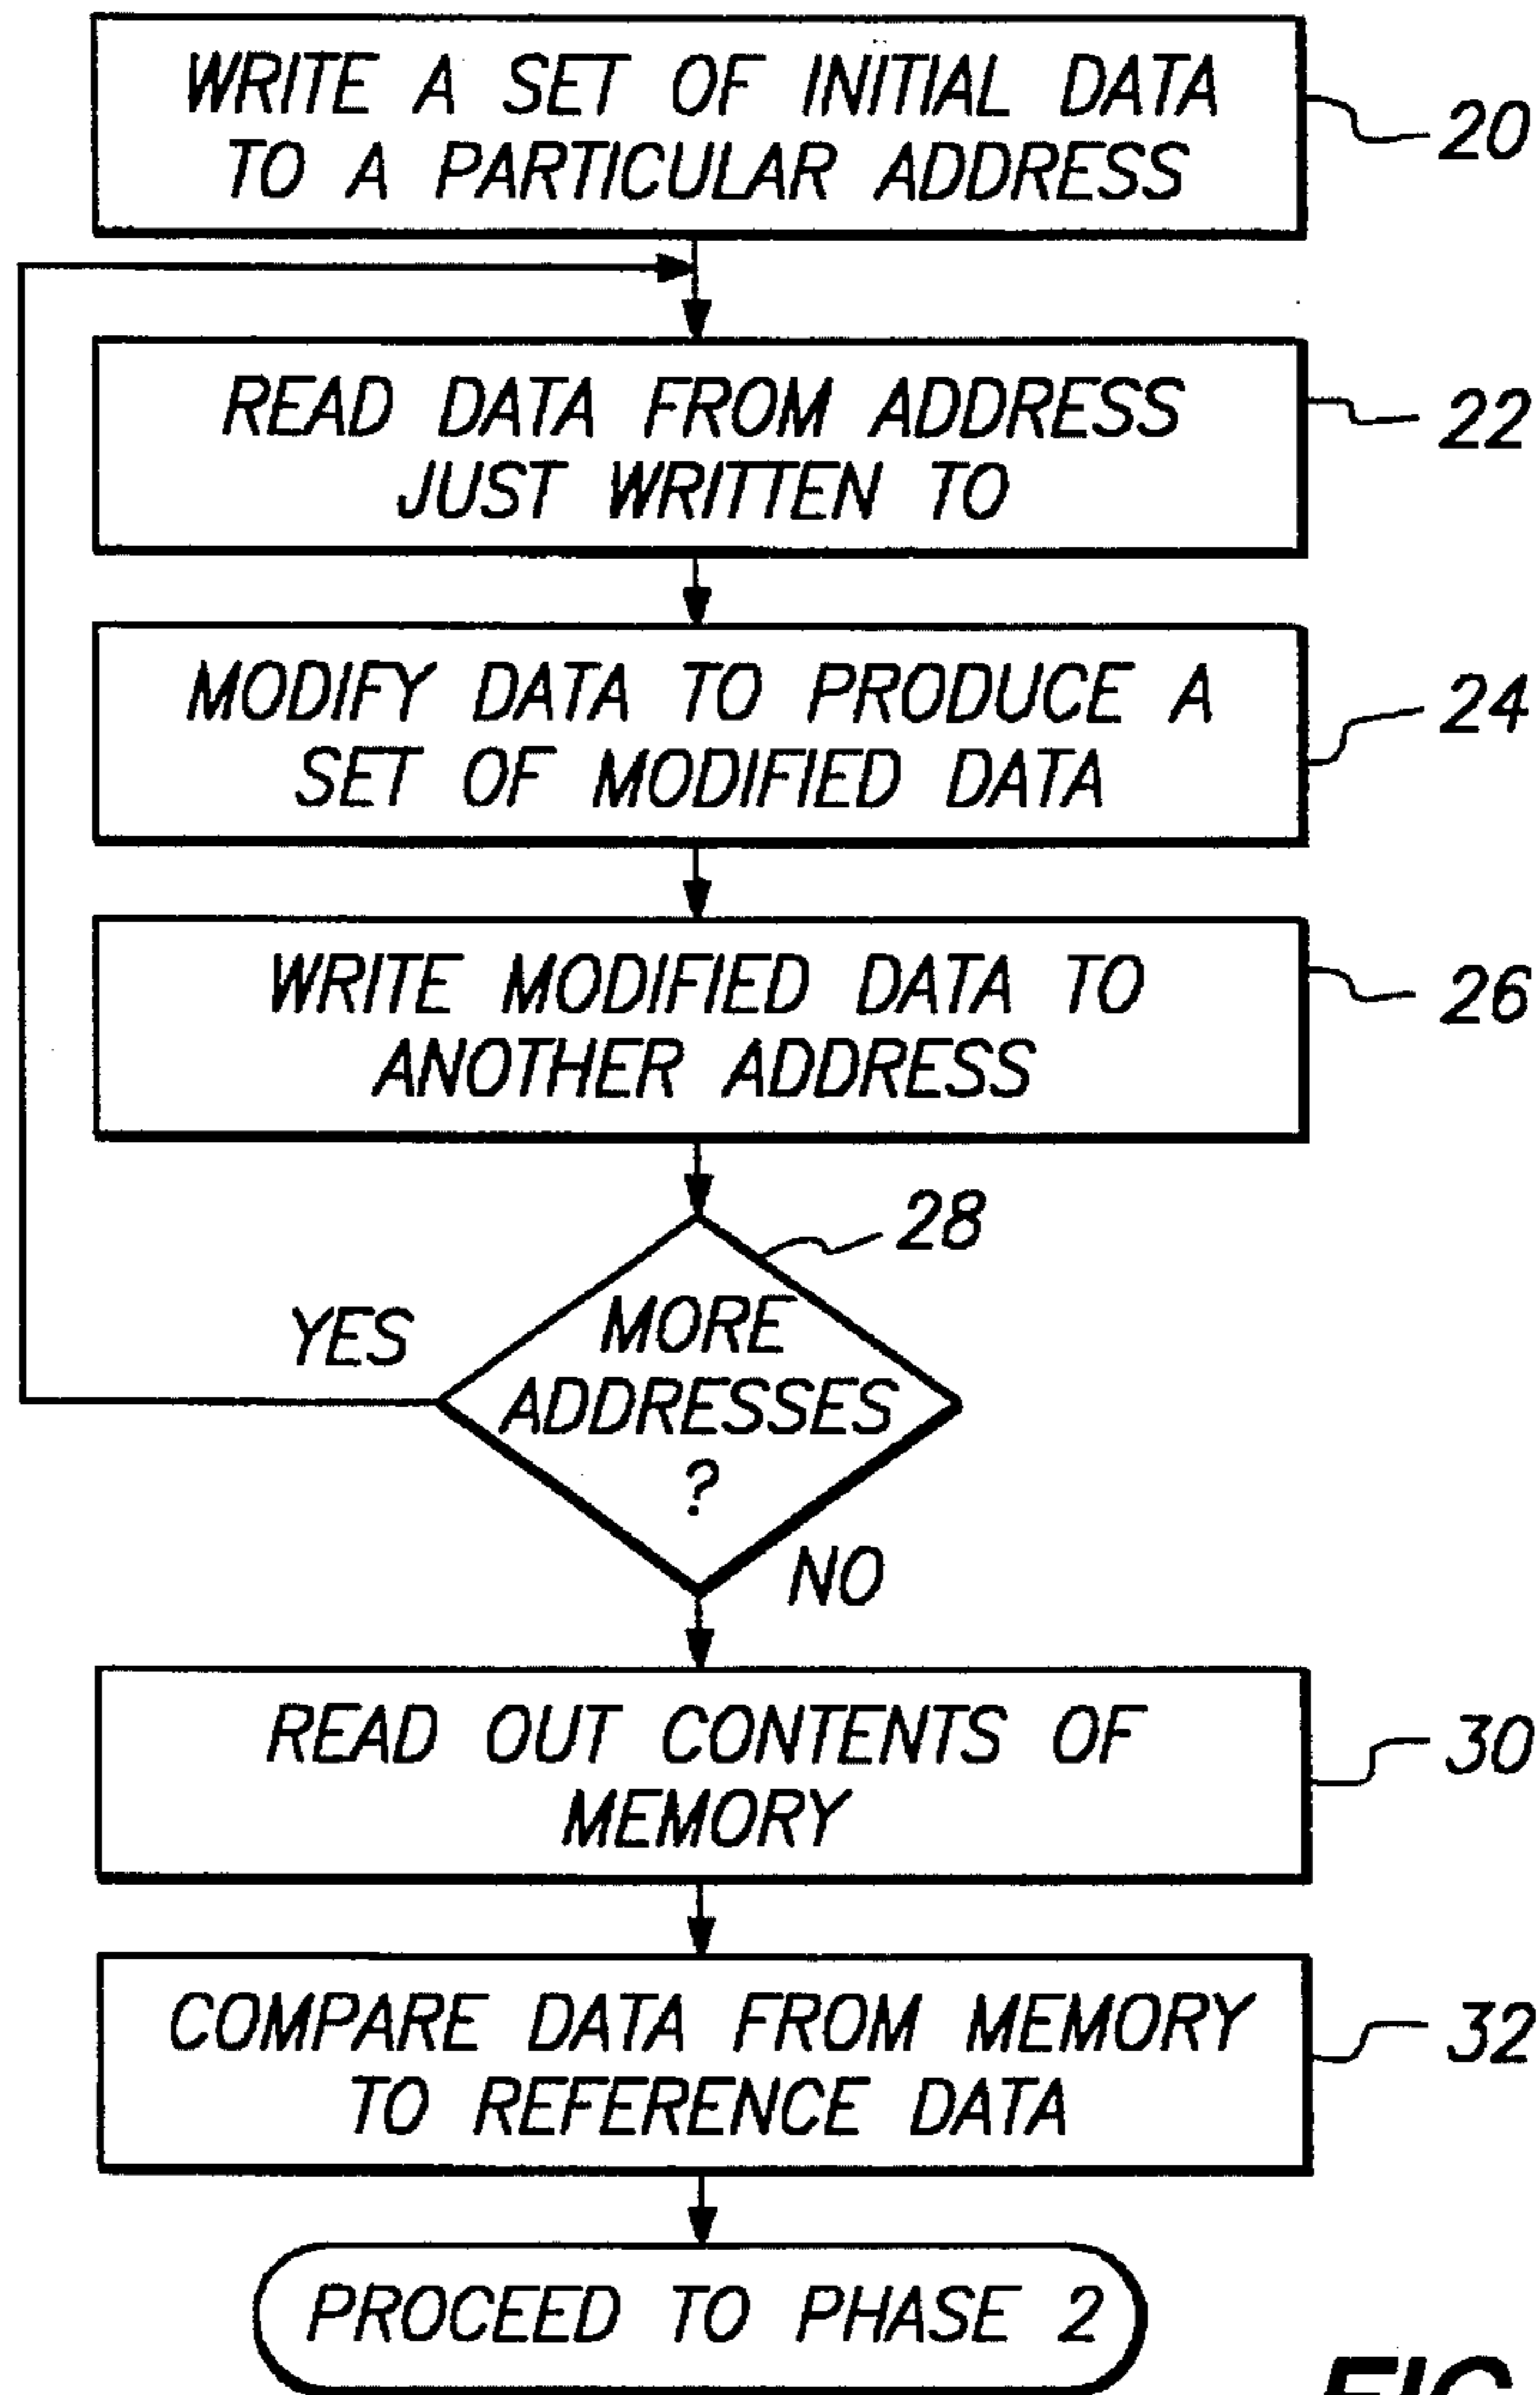 WRITE A SET OF INITIAL DATA
TO A PARTICULAR ADDRESS
20
READ DATA FROM ADDRESS
JUST WRITTEN TO
22
MODIFY DATA TO PRODUCE A
SET OF MODIFIED DATA
24
WRITE MODIFIED DATA TO
ANOTHER ADDRESS
26
28
YES
MORE
ADDRESSES
?
NO
READ OUT CONTENTS OF
MEMORY
30
COMPARE DATA FROM MEMORY
TO REFERENCE DATA
32
PROCEED TO PHASE 2